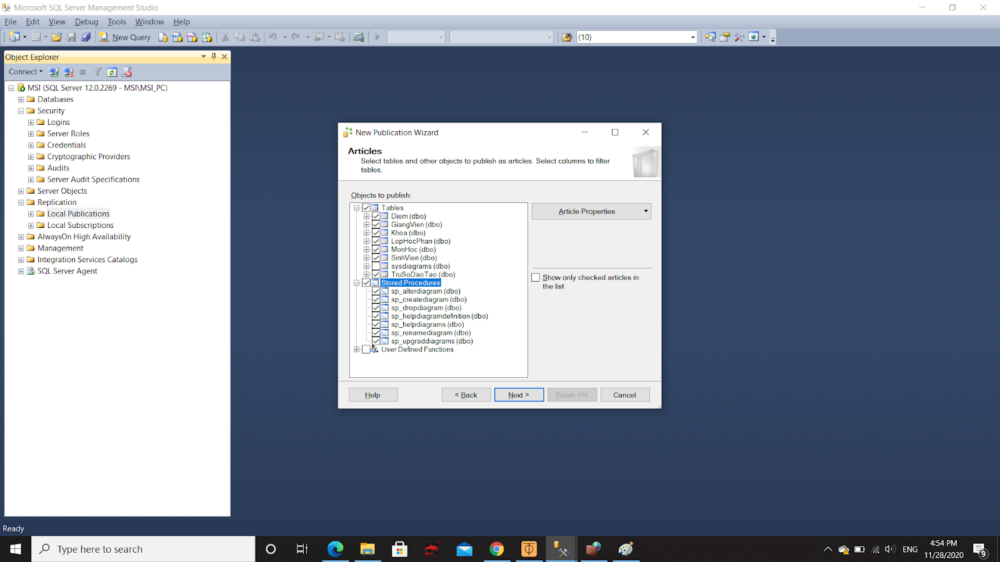 Microsoft SQL Server Management Studio
File Edit View Debug Tools Window Help
New Query (10)
Object Explorer
Connect
MSI (SQL Server 12.0.2269 - MSI\MSI_PC)
Databases
Security
Logins
Server Roles
Credentials
Cryptographic Providers
Audits
Server Audit Specifications
Server Objects
Replication
Local Publications
Local Subscriptions
AlwaysOn High Availability
Management
Integration Services Catalogs
SQL Server Agent
New Publication Wizard
Articles
Select tables and other objects to publish as articles. Select columns to filter
tables.
Objects to publish:
Tables
Diem (dbo)
GiangVien (dbo)
Khoa (dbo)
LopHocPhan (dbo)
MonHoc (dbo)
SinhVien (dbo)
sysdiagrams (dbo)
TruSoDaoTao (dbo)
Stored Procedures
sp_alterdiagram (dbo)
sp_creatediagram (dbo)
sp_dropdiagram (dbo)
sp_helpdiagramdefinition (dbo)
sp_helpdiagrams (dbo)
sp_renamediagram (dbo)
sp_upgraddiagrams (dbo)
User Defined Functions
Article Properties
Show only checked articles in
the list
Help < Back Next > Finish >>| Cancel
Ready
Type here to search
ENG
4:54 PM
11/28/2020
9